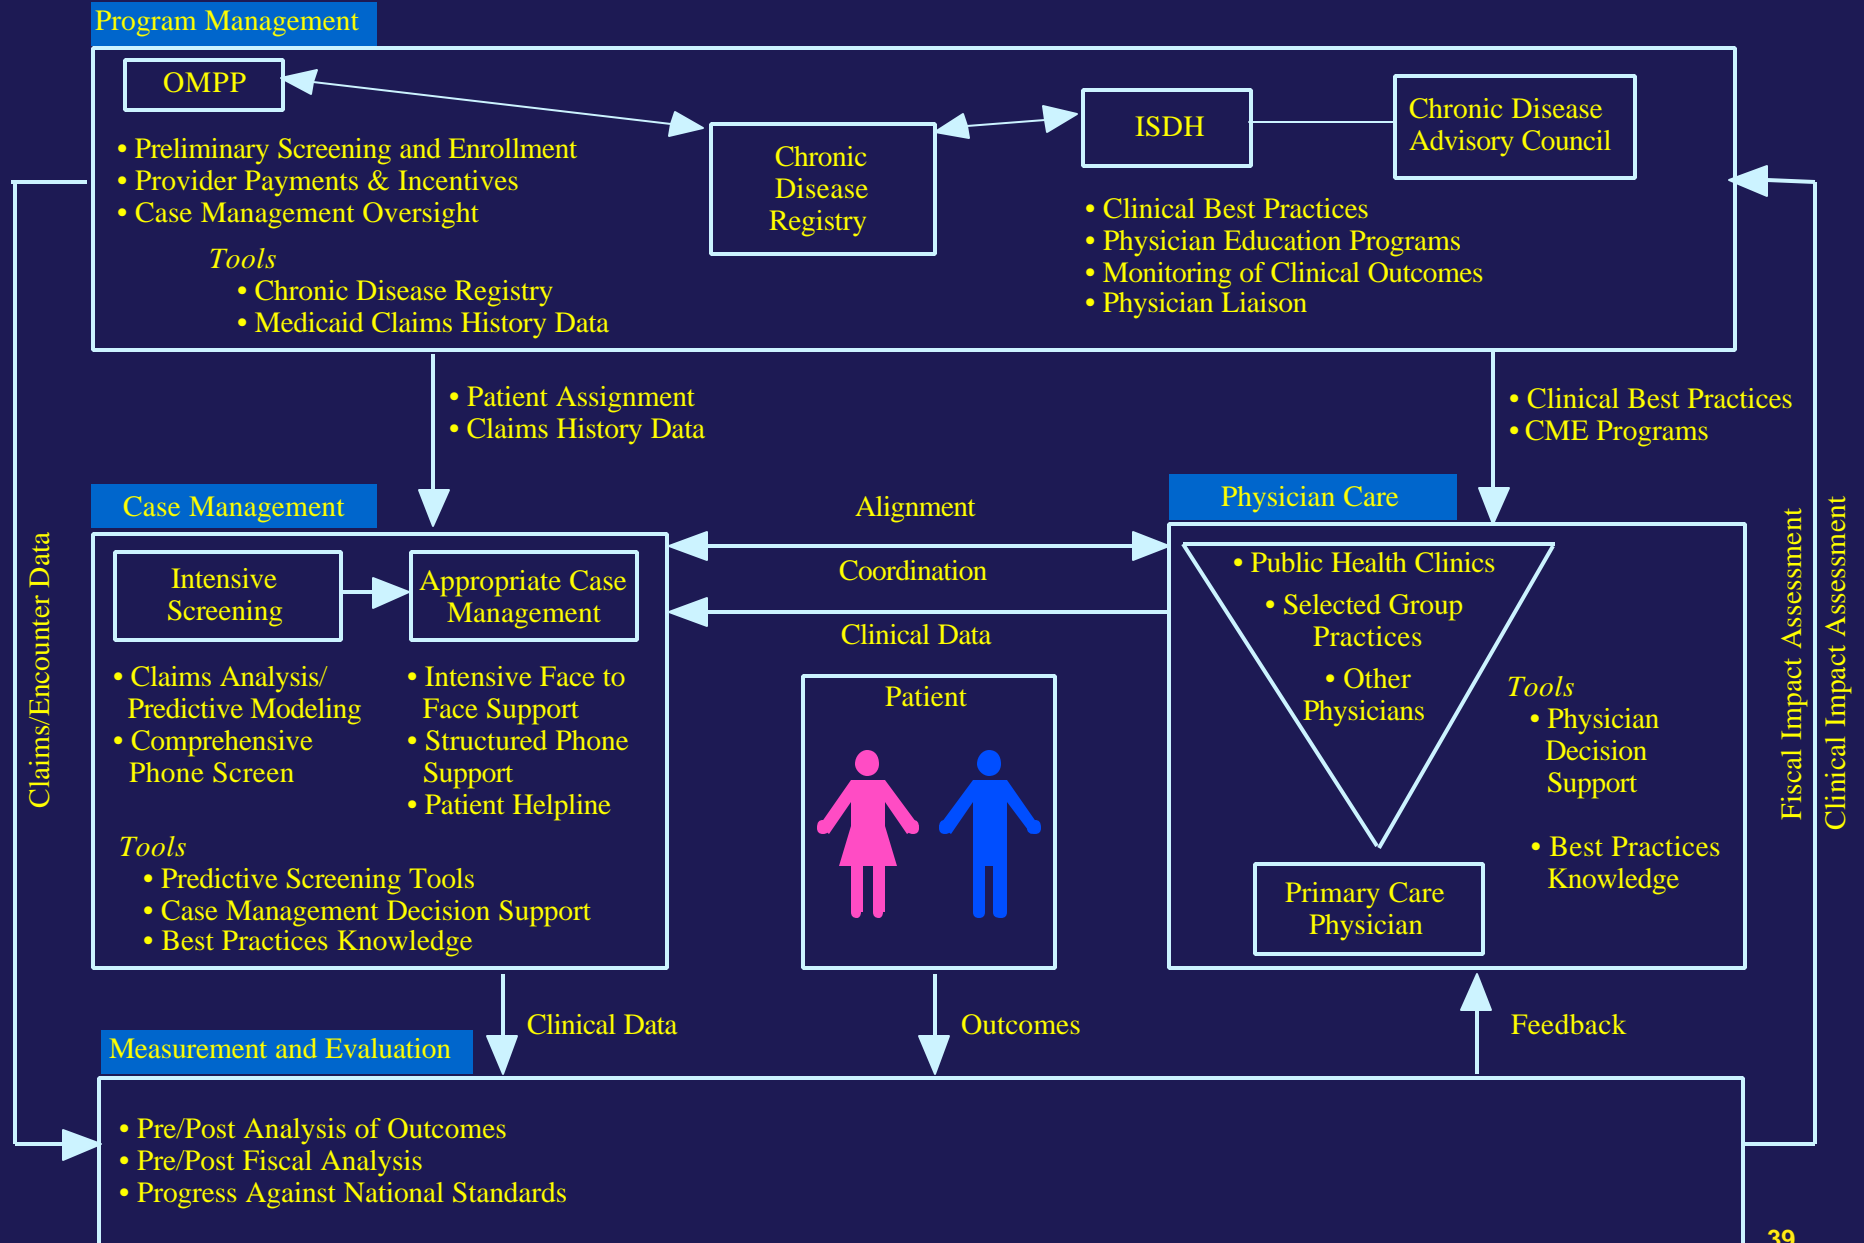 Program Management
OMPP
• Preliminary Screening and Enrollment
• Provider Payments & Incentives
• Case Management Oversight
Tools
• Chronic Disease Registry
• Medicaid Claims History Data
Chronic
Disease
Registry
ISDH
Chronic Disease
Advisory Council
• Clinical Best Practices
• Physician Education Programs
• Monitoring of Clinical Outcomes
• Physician Liaison
• Patient Assignment
• Claims History Data
• Clinical Best Practices
• CME Programs
Claims/Encounter Data
Case Management
Intensive
Screening
Appropriate Case
Management
• Claims Analysis/
Predictive Modeling
• Comprehensive
Phone Screen
• Intensive Face to
Face Support
• Structured Phone
Support
• Patient Helpline
Tools
• Predictive Screening Tools
• Case Management Decision Support
• Best Practices Knowledge
Alignment
Coordination
Clinical Data
Patient
Physician Care
• Public Health Clinics
• Selected Group
Practices
• Other
Physicians
Tools
• Physician
Decision
Support
• Best Practices
Knowledge
Primary Care
Physician
Fiscal Impact Assessment
Clinical Impact Assessment
Clinical Data
Outcomes
Feedback
Measurement and Evaluation
• Pre/Post Analysis of Outcomes
• Pre/Post Fiscal Analysis
• Progress Against National Standards
39